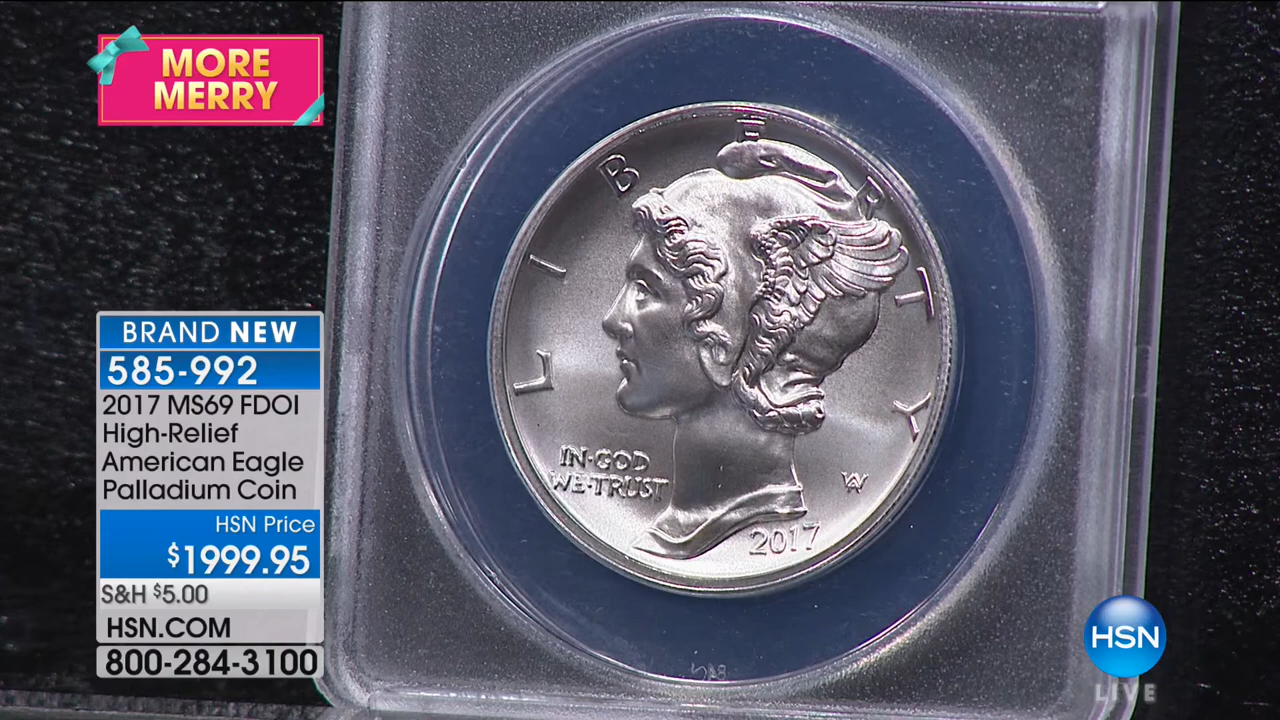 MORE
MERRY
BRAND NEW
585-992
2017 MS69 FDOI
High-Relief
American Eagle
Palladium Coin
HSN Price
$1999.95
S&H $5.00
HSN.COM
800-284-3100
LIBERTY
IN·GOD
WE·TRUST
2017
HSN
LIVE